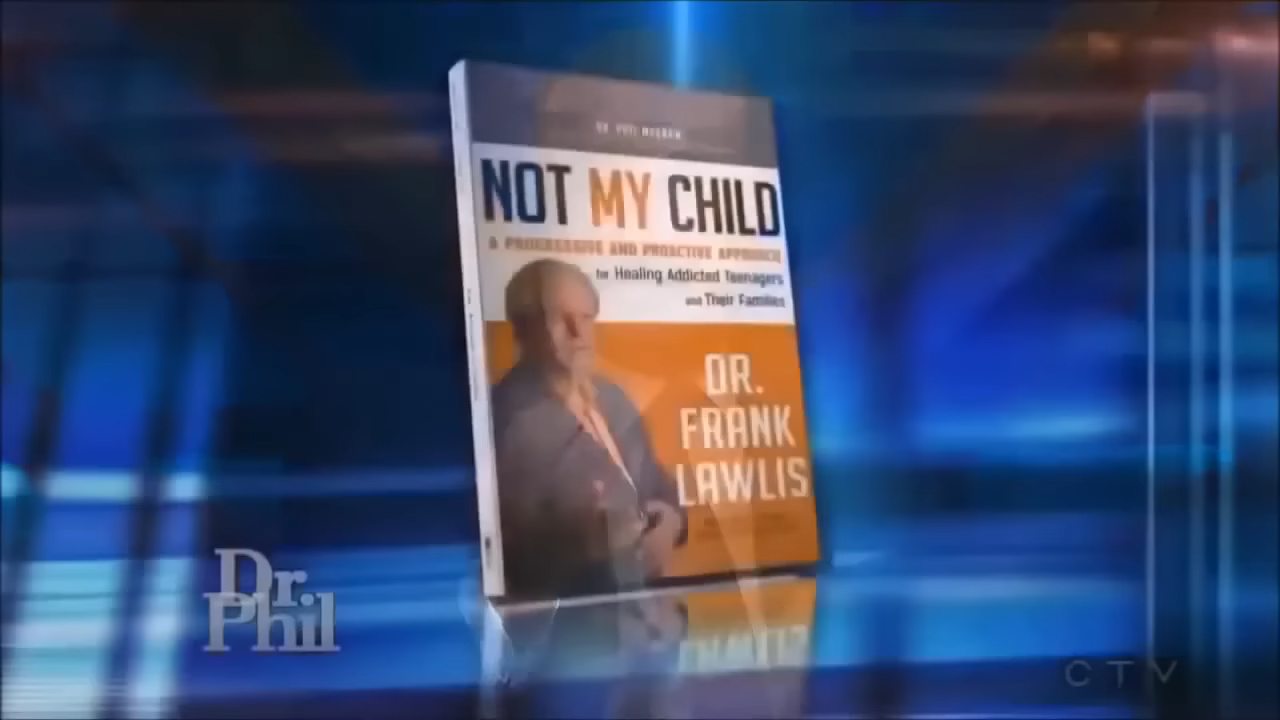 DR. PHIL MCGRAW
NOT MY CHILD
A PROGRESSIVE AND PROACTIVE APPROACH
for Healing Addicted Teenagers
and Their Families
DR.
FRANK
LAWLIS
Dr.
Phil
CTV